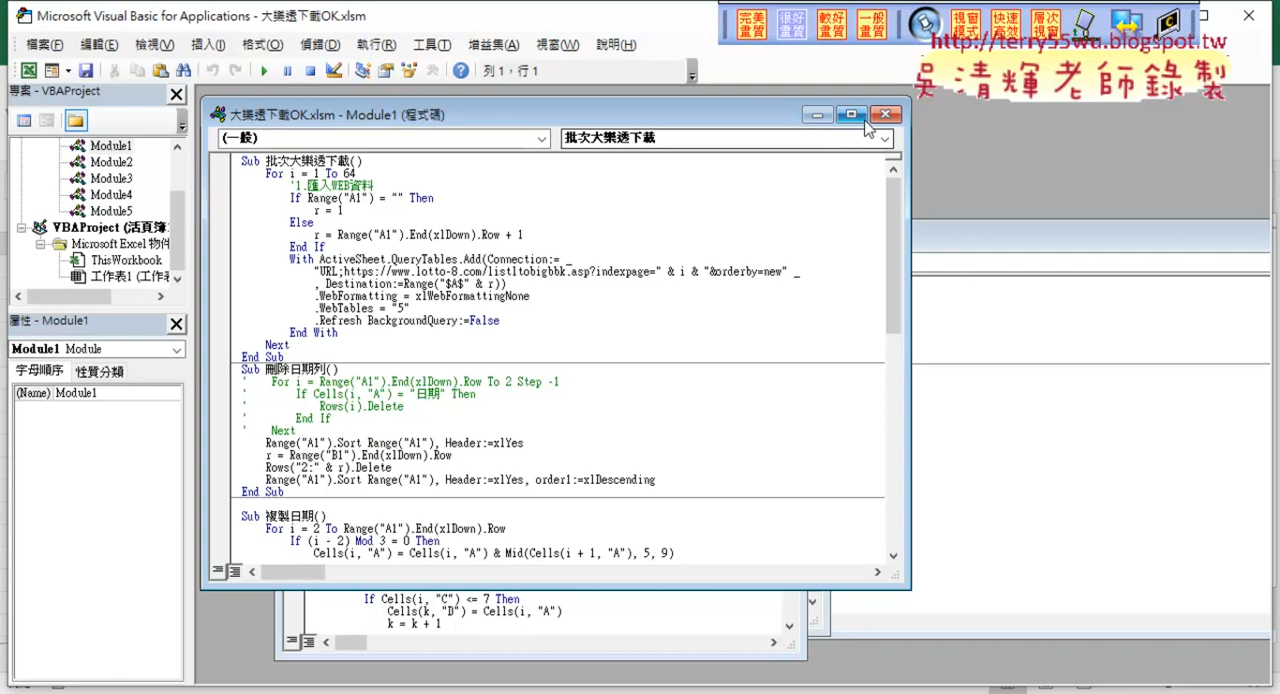 Microsoft Visual Basic for Applications - 大樂透下載OK.xlsm
完美畫質 很好畫質 較好畫質 一般畫質 視窗模式 快速高效 層次視窗
檔案(F) 編輯(E) 檢視(V) 插入(I) 格式(O) 偵錯(D) 執行(R) 工具(T) 增益集(A) 視窗(W) 說明(H)
http://terry55wu.blogspot.tw
吳清輝老師錄製
列 1，行 1
專案 - VBAProject
Module1
Module2
Module3
Module4
Module5
VBAProject (活頁簿
Microsoft Excel 物件
ThisWorkbook
工作表1 (工作表
屬性 - Module1
Module1 Module
字母順序 性質分類
(Name) Module1
大樂透下載OK.xlsm - Module1 (程式碼)
(一般) 批次大樂透下載
Sub 批次大樂透下載()
For i = 1 To 64
'1.匯入WEB資料
If Range("A1") = "" Then
r = 1
Else
r = Range("A1").End(xlDown).Row + 1
End If
With ActiveSheet.QueryTables.Add(Connection:= _
"URL;https://www.lotto-8.com/listltobigbbk.asp?indexpage=" & i & "&orderby=new" _
, Destination:=Range("$A$" & r))
.WebFormatting = xlWebFormattingNone
.WebTables = "5"
.Refresh BackgroundQuery:=False
End With
Next
End Sub
Sub 刪除日期列()
' For i = Range("A1").End(xlDown).Row To 2 Step -1
' If Cells(i, "A") = "日期" Then
' Rows(i).Delete
' End If
' Next
Range("A1").Sort Range("A1"), Header:=xlYes
r = Range("B1").End(xlDown).Row
Rows("2:" & r).Delete
Range("A1").Sort Range("A1"), Header:=xlYes, order1:=xlDescending
End Sub
Sub 複製日期()
For i = 2 To Range("A1").End(xlDown).Row
If (i - 2) Mod 3 = 0 Then
Cells(i, "A") = Cells(i, "A") & Mid(Cells(i + 1, "A"), 5, 9)
If Cells(i, "C") <= 7 Then
Cells(k, "D") = Cells(i, "A")
k = k + 1